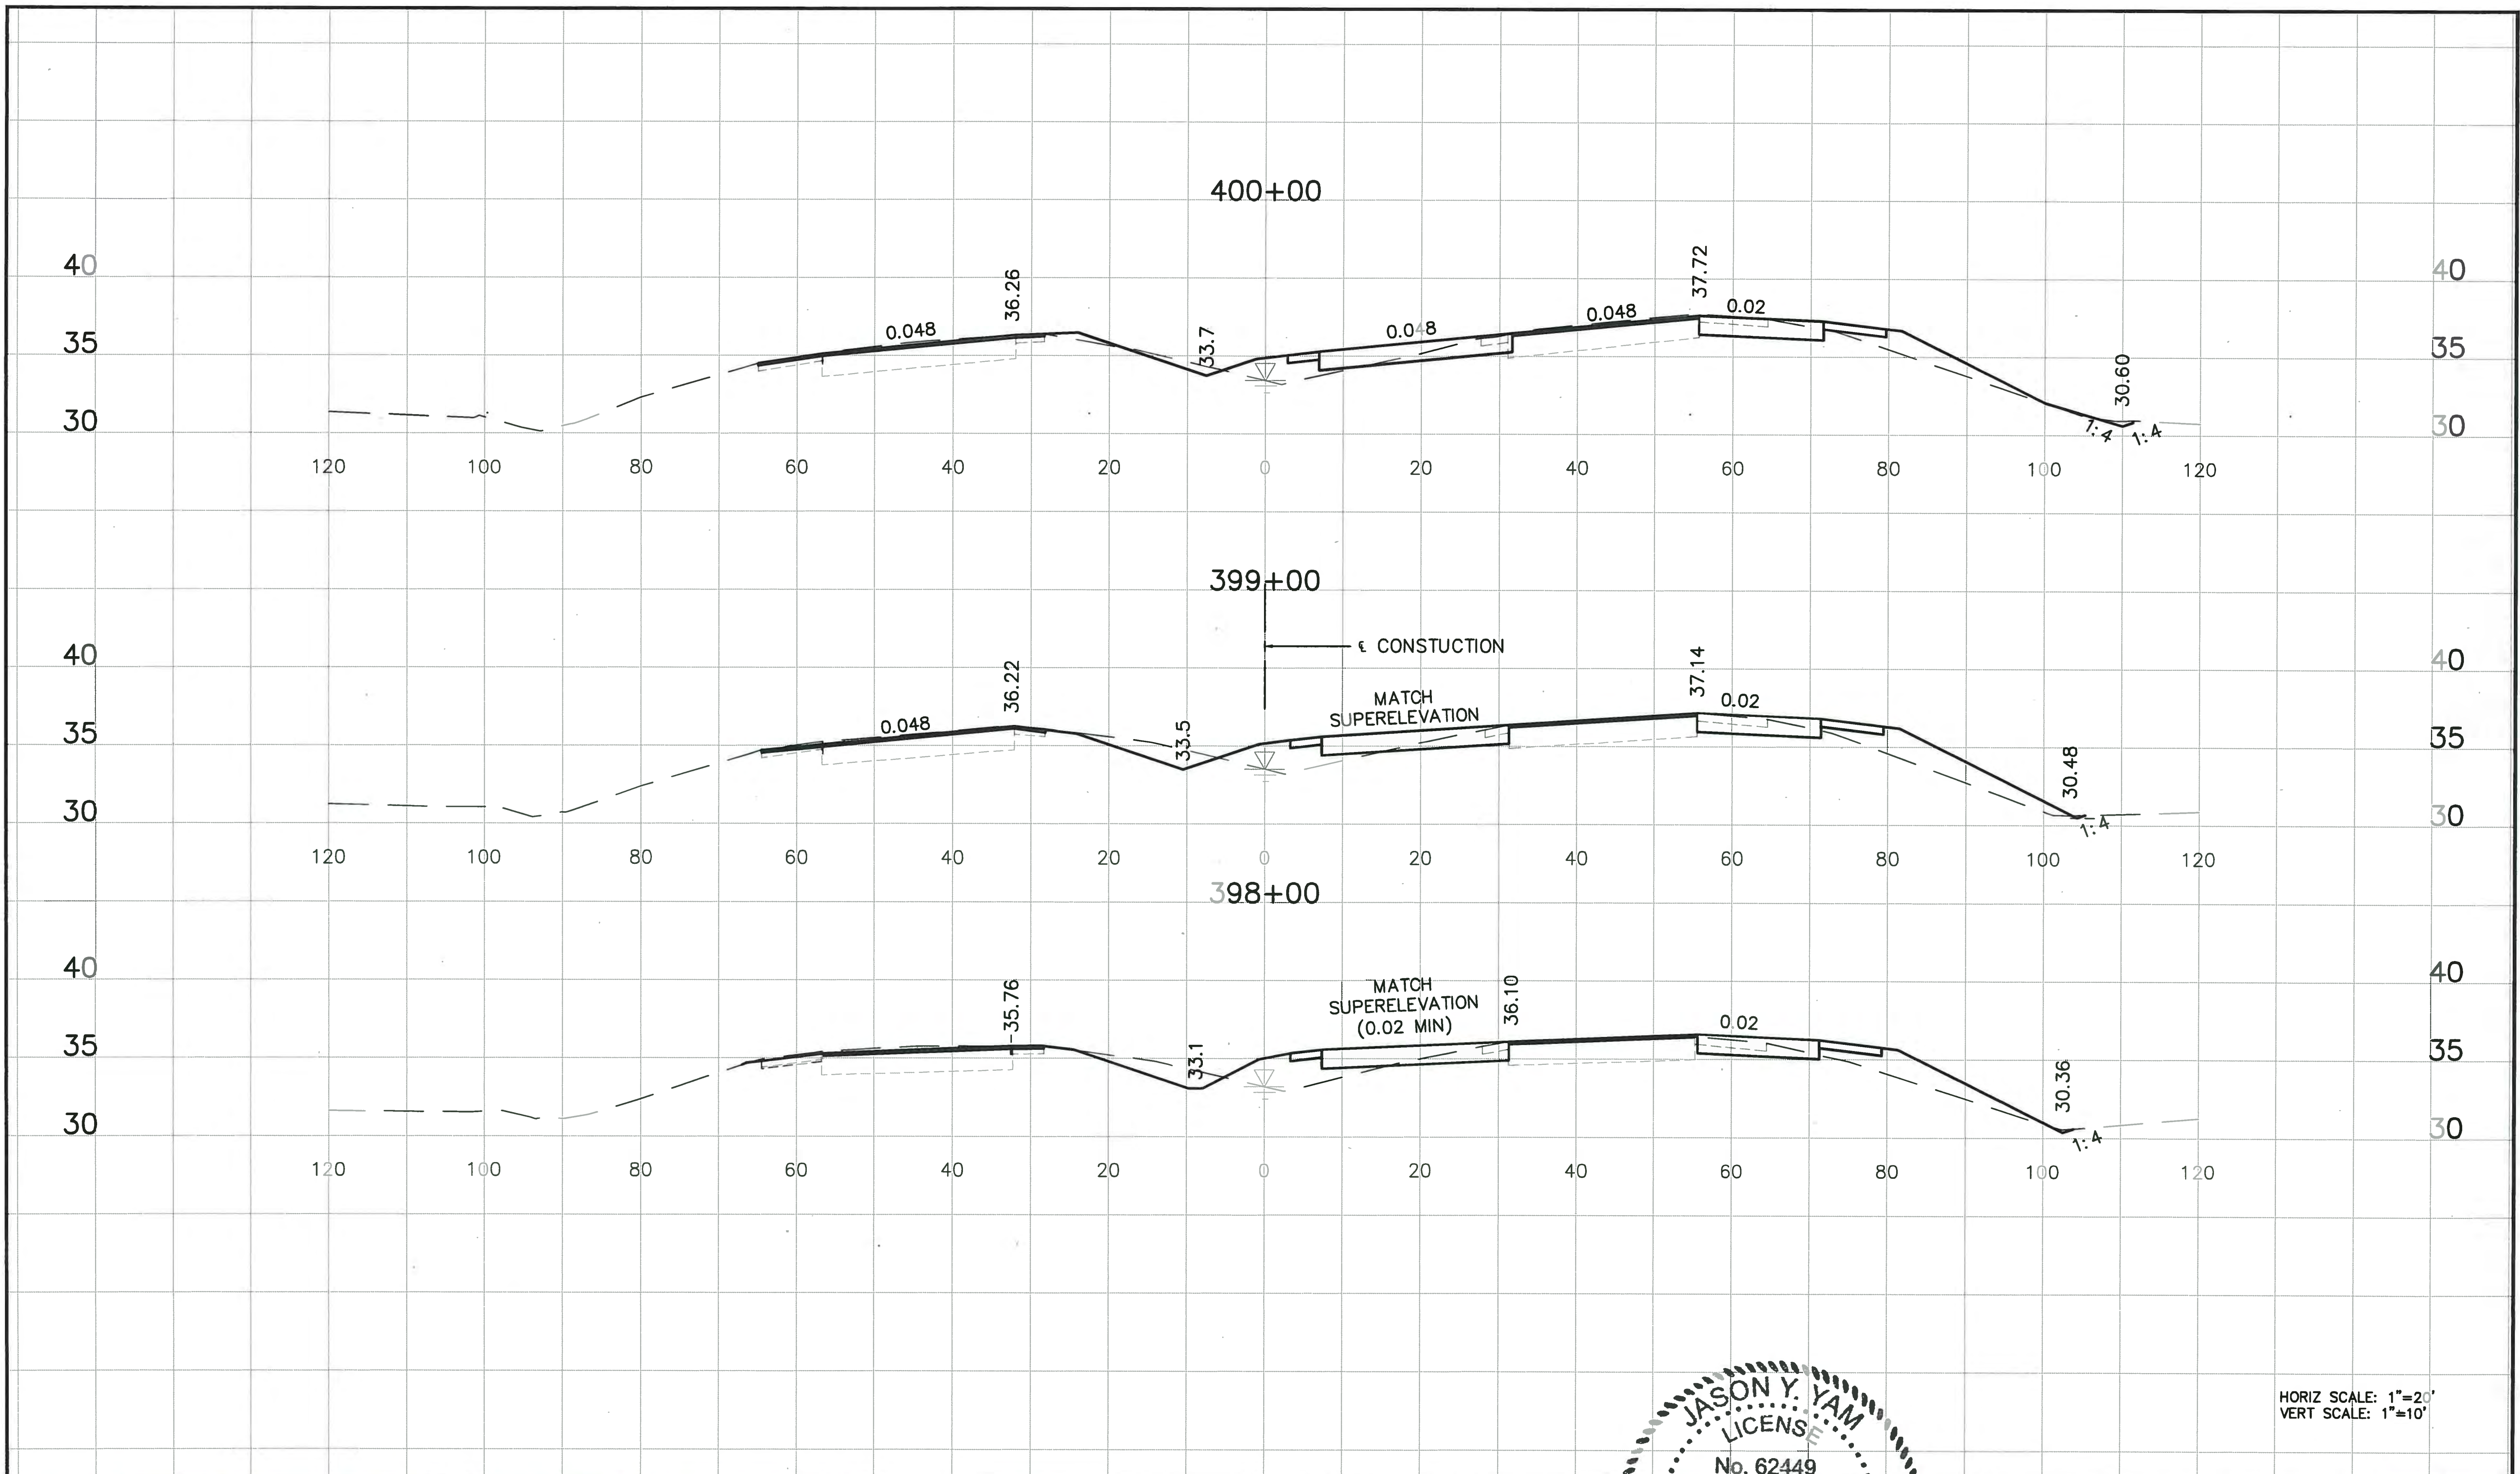 400+00
40 40
36.26 37.72
0.048 33.7 0.048 0.048 0.02
35 35
30.60
30 30
1:4 1:4
120 100 80 60 40 20 0 20 40 60 80 100 120
399+00
℄ CONSTUCTION
40 40
36.22 37.14
MATCH
SUPERELEVATION
0.048 33.5 0.02
35 35
30.48
30 30
1:4
120 100 80 60 40 20 0 20 40 60 80 100 120
398+00
40 40
35.76 36.10
MATCH
SUPERELEVATION
(0.02 MIN)
33.1 0.02
35 35
30.36
30 30
1:4
120 100 80 60 40 20 0 20 40 60 80 100 120
HORIZ SCALE: 1"=20'
VERT SCALE: 1"=10'
JASON Y. YAM
LICENSE
No. 62449